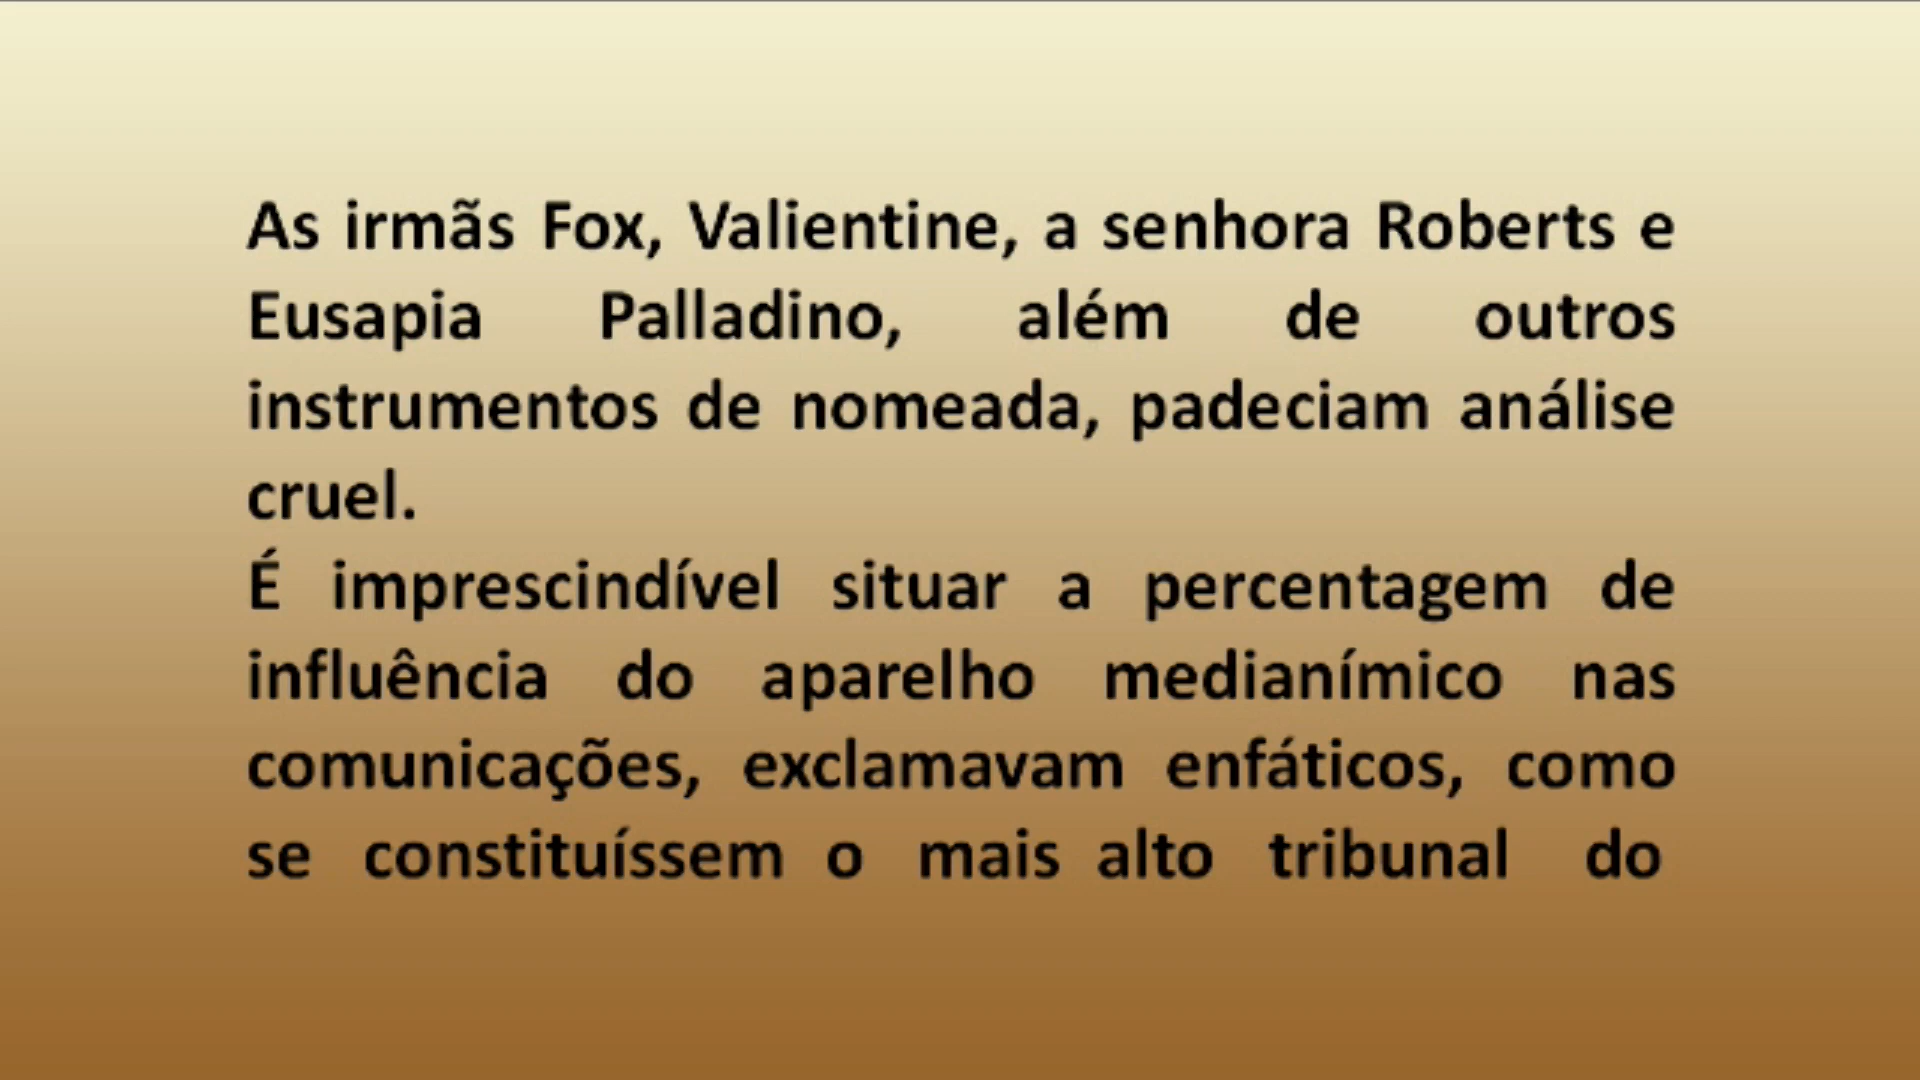 As irmãs Fox, Valientine, a senhora Roberts e
Eusapia Palladino, além de outros
instrumentos de nomeada, padeciam análise
cruel.
É imprescindível situar a percentagem de
influência do aparelho medianímico nas
comunicações, exclamavam enfáticos, como
se constituíssem o mais alto tribunal do